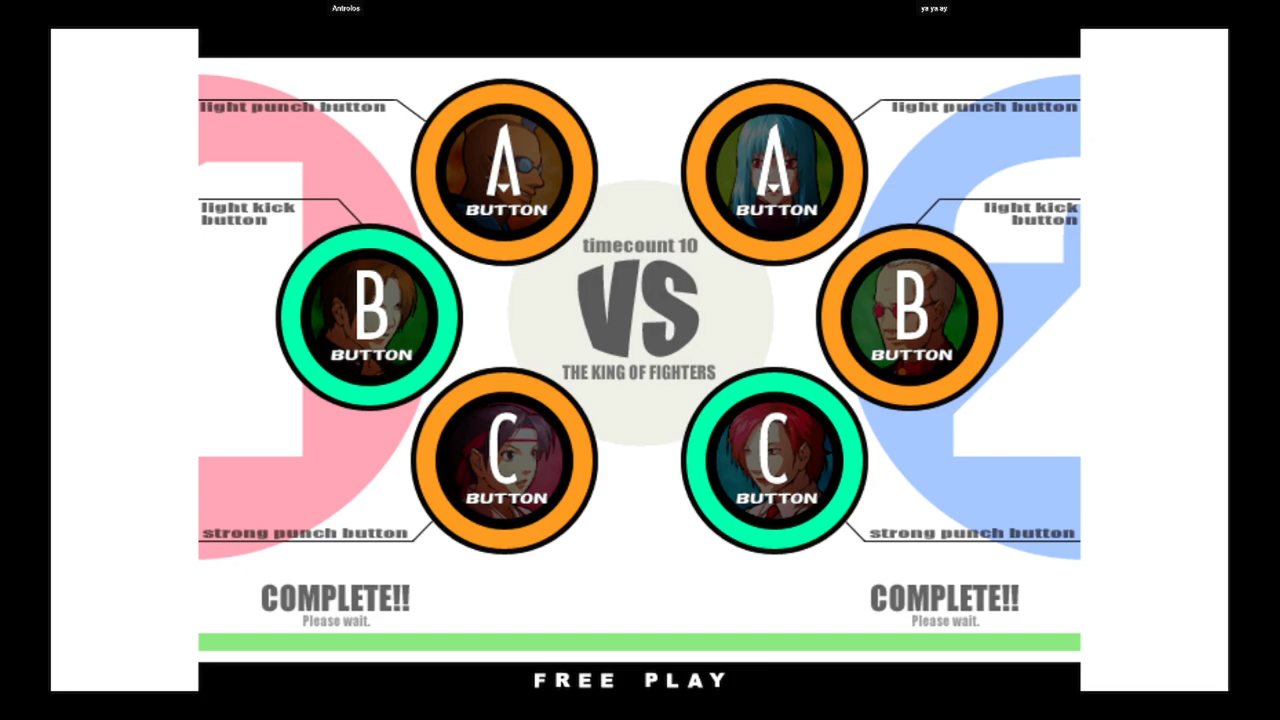 Antrolos
ya ya ay
light punch button
light punch button
A
BUTTON
A
BUTTON
light kick
button
light kick
button
timecount 10
VS
THE KING OF FIGHTERS
B
BUTTON
B
BUTTON
C
BUTTON
C
BUTTON
strong punch button
strong punch button
1
2
COMPLETE!!
Please wait.
COMPLETE!!
Please wait.
FREE PLAY